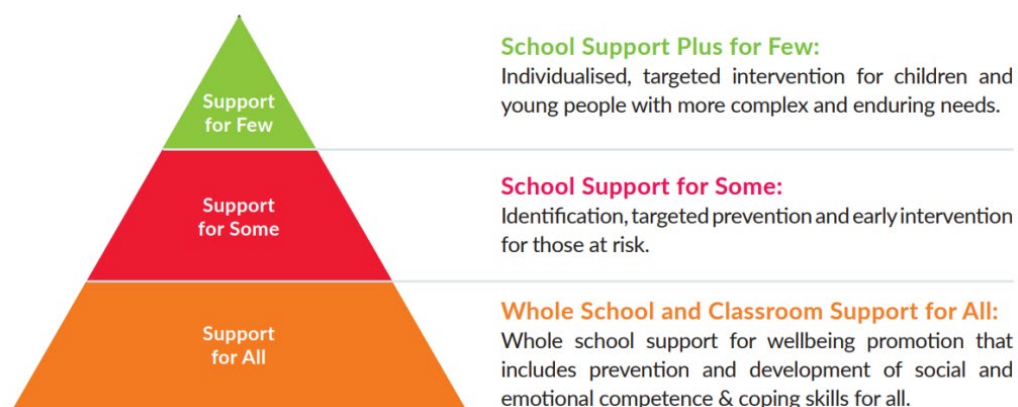 Support
for Few
School Support Plus for Few:
Individualised, targeted intervention for children and
young people with more complex and enduring needs.
Support
for Some
School Support for Some:
Identification, targeted prevention and early intervention
for those at risk.
Support
for All
Whole School and Classroom Support for All:
Whole school support for wellbeing promotion that
includes prevention and development of social and
emotional competence & coping skills for all.